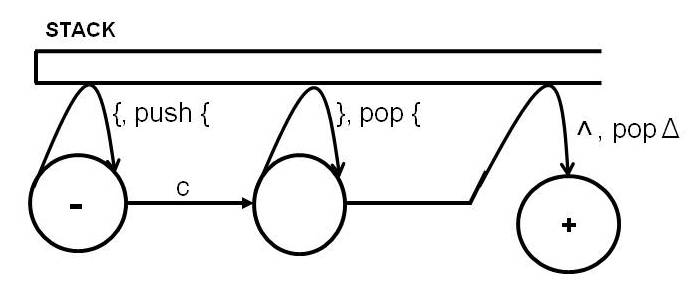 STACK
{, push {
}, pop {
^, pop Δ
c
-
+